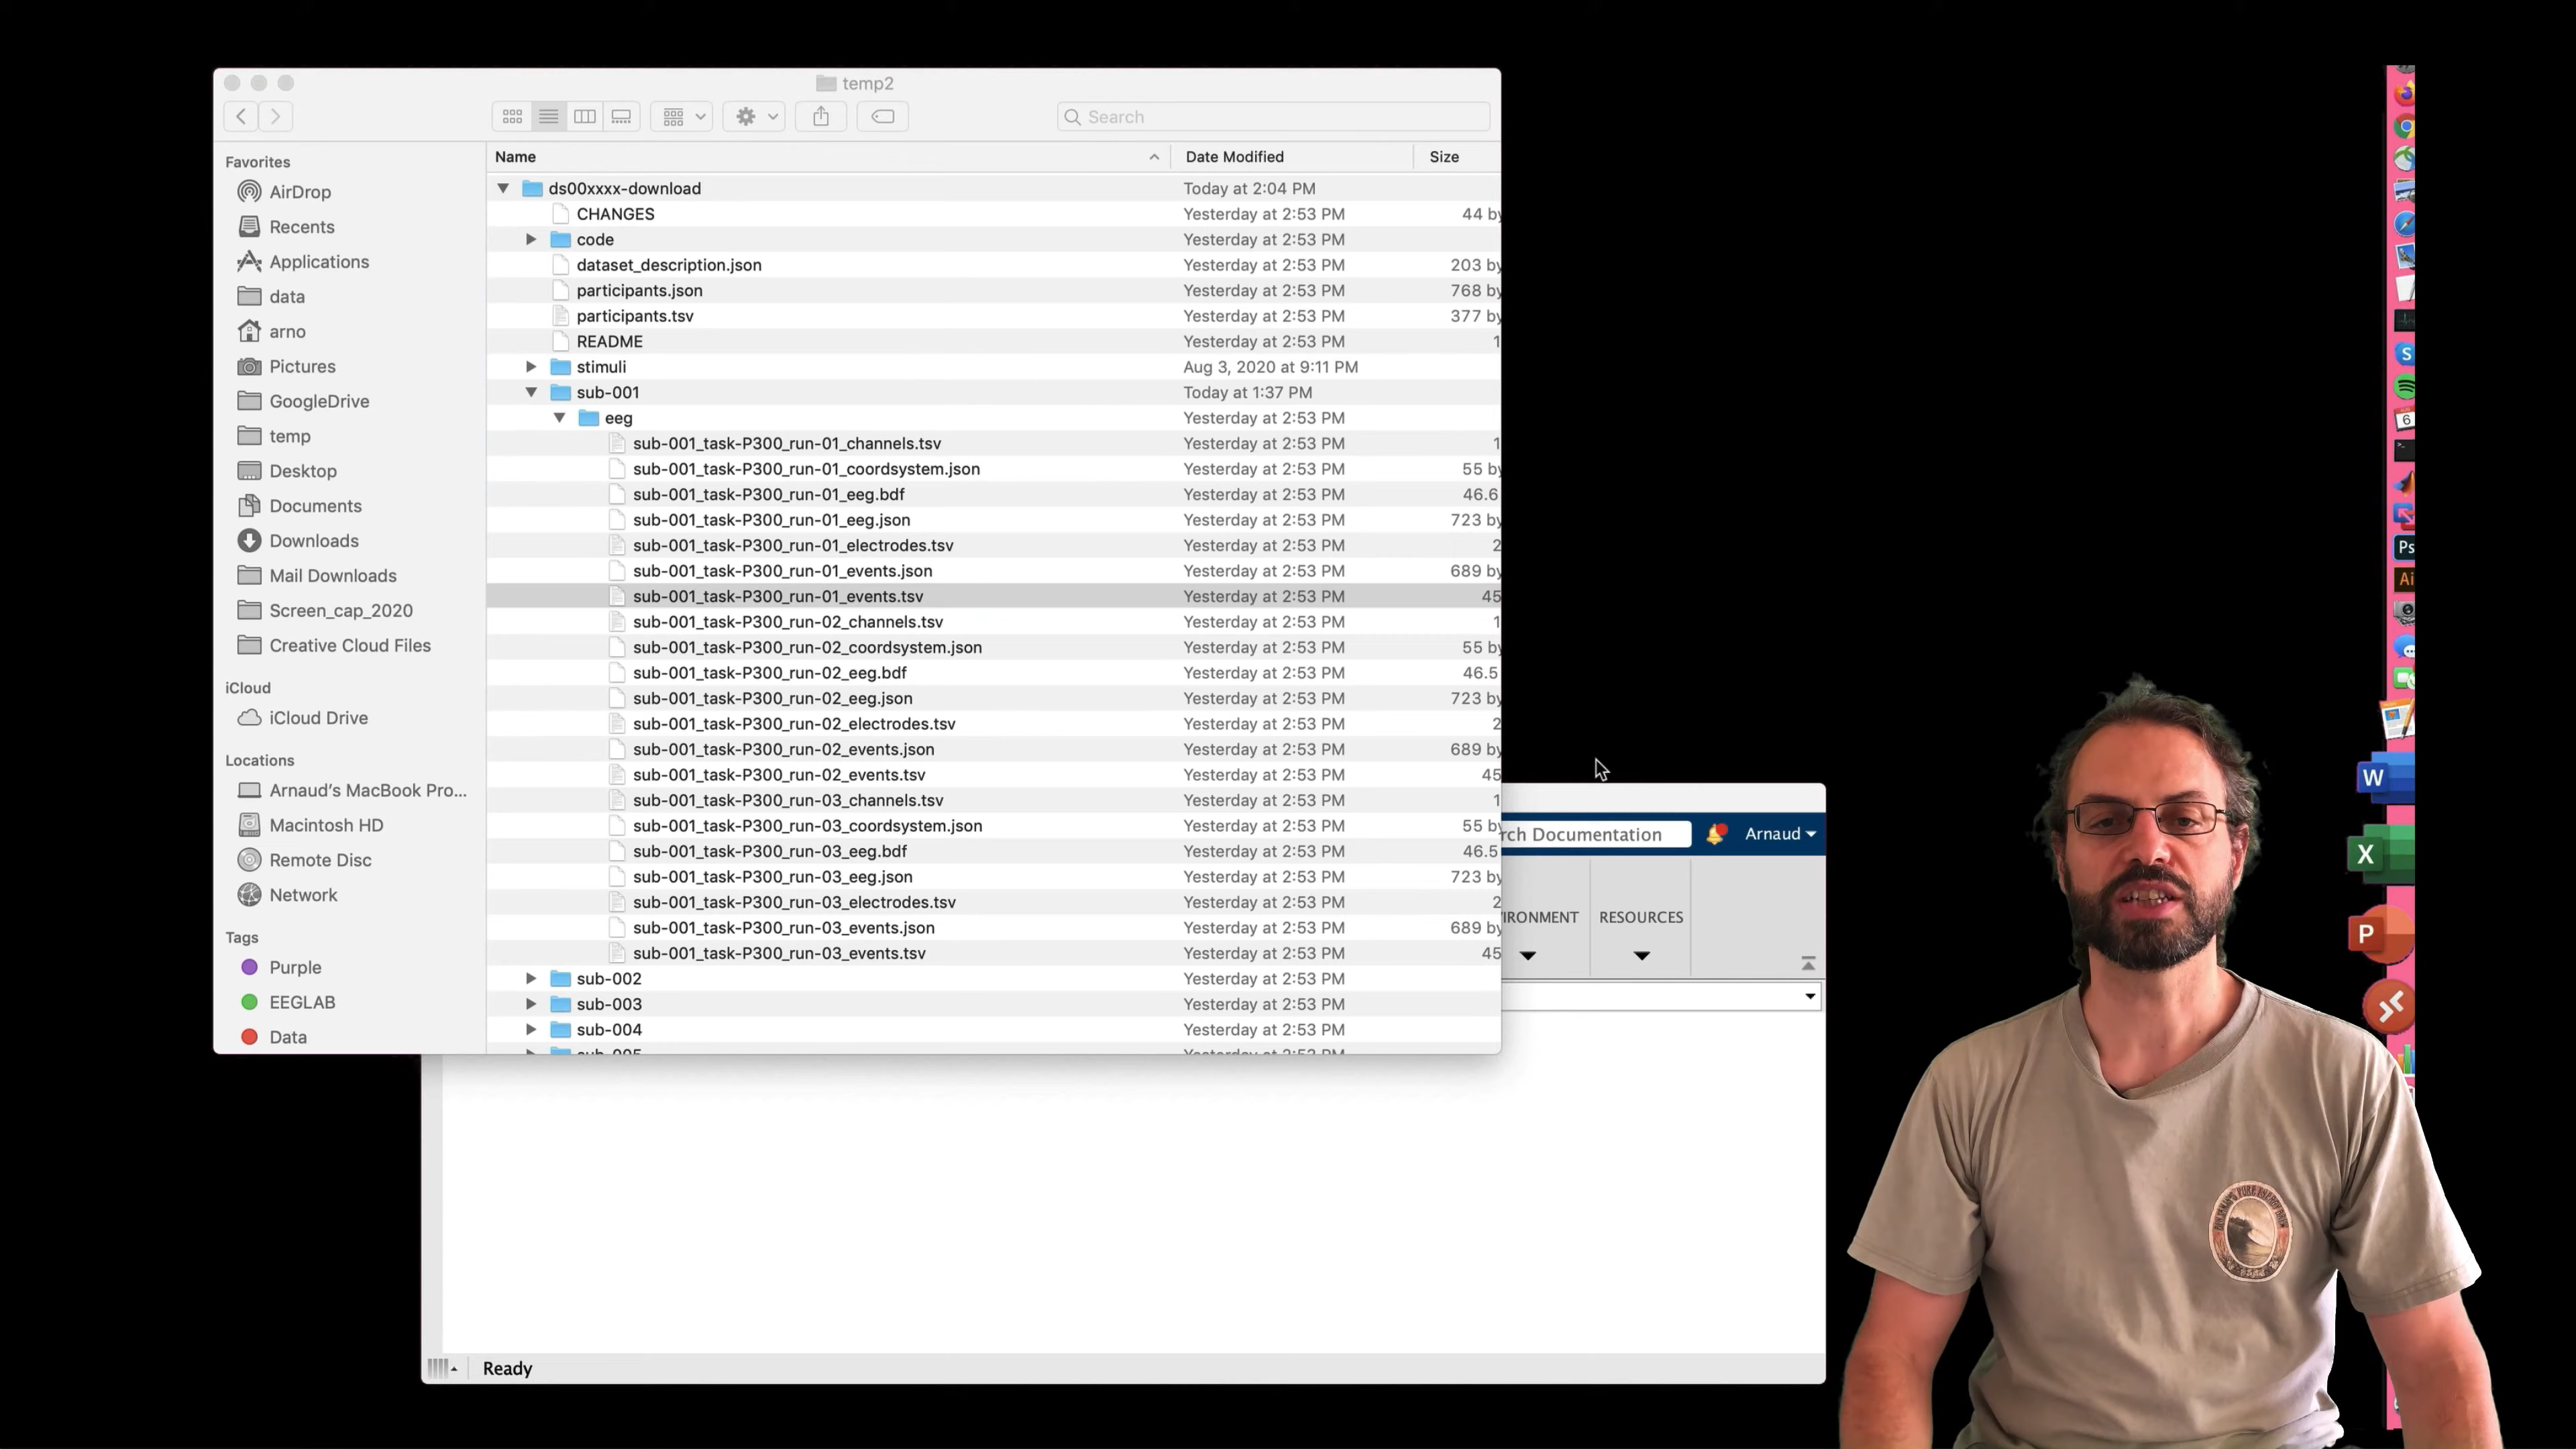 temp2
Search
Name Date Modified Size
Favorites
AirDrop
Recents
Applications
data
arno
Pictures
GoogleDrive
temp
Desktop
Documents
Downloads
Mail Downloads
Screen_cap_2020
Creative Cloud Files
iCloud
iCloud Drive
Locations
Arnaud's MacBook Pro...
Macintosh HD
Remote Disc
Network
Tags
Purple
EEGLAB
Data
ds00xxxx-download Today at 2:04 PM
CHANGES Yesterday at 2:53 PM 44 by
code Yesterday at 2:53 PM
dataset_description.json Yesterday at 2:53 PM 203 by
participants.json Yesterday at 2:53 PM 768 by
participants.tsv Yesterday at 2:53 PM 377 by
README Yesterday at 2:53 PM 1
stimuli Aug 3, 2020 at 9:11 PM
sub-001 Today at 1:37 PM
eeg Yesterday at 2:53 PM
sub-001_task-P300_run-01_channels.tsv Yesterday at 2:53 PM 1
sub-001_task-P300_run-01_coordsystem.json Yesterday at 2:53 PM 55 by
sub-001_task-P300_run-01_eeg.bdf Yesterday at 2:53 PM 46.6
sub-001_task-P300_run-01_eeg.json Yesterday at 2:53 PM 723 by
sub-001_task-P300_run-01_electrodes.tsv Yesterday at 2:53 PM 2
sub-001_task-P300_run-01_events.json Yesterday at 2:53 PM 689 by
sub-001_task-P300_run-01_events.tsv Yesterday at 2:53 PM 45
sub-001_task-P300_run-02_channels.tsv Yesterday at 2:53 PM 1
sub-001_task-P300_run-02_coordsystem.json Yesterday at 2:53 PM 55 by
sub-001_task-P300_run-02_eeg.bdf Yesterday at 2:53 PM 46.5
sub-001_task-P300_run-02_eeg.json Yesterday at 2:53 PM 723 by
sub-001_task-P300_run-02_electrodes.tsv Yesterday at 2:53 PM 2
sub-001_task-P300_run-02_events.json Yesterday at 2:53 PM 689 by
sub-001_task-P300_run-02_events.tsv Yesterday at 2:53 PM 45
sub-001_task-P300_run-03_channels.tsv Yesterday at 2:53 PM 1
sub-001_task-P300_run-03_coordsystem.json Yesterday at 2:53 PM 55 by
sub-001_task-P300_run-03_eeg.bdf Yesterday at 2:53 PM 46.5
sub-001_task-P300_run-03_eeg.json Yesterday at 2:53 PM 723 by
sub-001_task-P300_run-03_electrodes.tsv Yesterday at 2:53 PM 2
sub-001_task-P300_run-03_events.json Yesterday at 2:53 PM 689 by
sub-001_task-P300_run-03_events.tsv Yesterday at 2:53 PM 45
sub-002 Yesterday at 2:53 PM
sub-003 Yesterday at 2:53 PM
sub-004 Yesterday at 2:53 PM
sub-005 Yesterday at 2:53 PM
rch Documentation Arnaud
IRONMENT RESOURCES
Ready
S
6
Ps
Ai
W
X
P